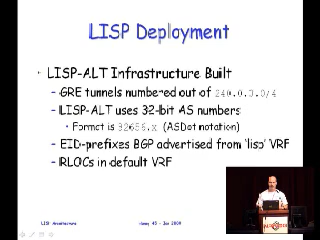 LISP Deployment
LISP-ALT Infrastructure Built
– GRE tunnels numbered out of 240.0.0.0/4
– LISP-ALT uses 32-bit AS numbers
• Format is 32656.x (ASDot notation)
– EID-prefixes BGP advertised from 'lisp' VRF
– RLOCs in default VRF
LISP Architecture
Jan 2009